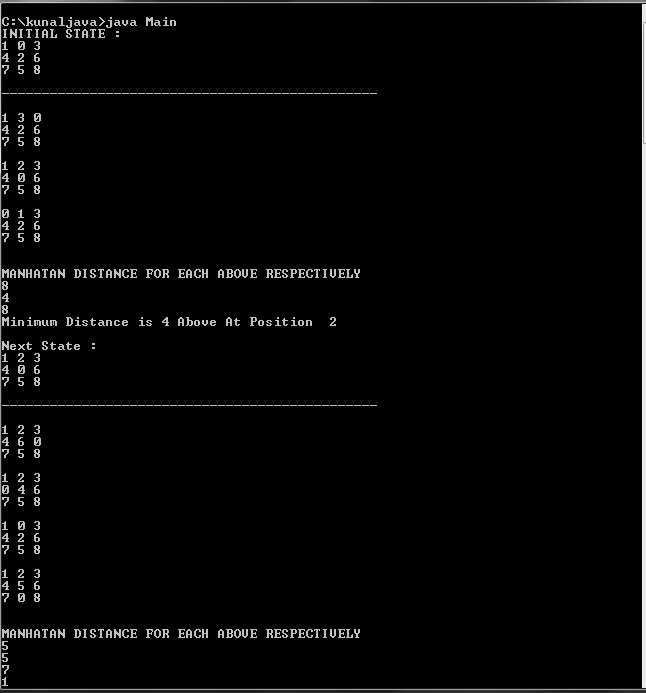 C:\kunaljava>java Main
INITIAL STATE :
1 0 3
4 2 6
7 5 8
-----------------------------------------------
1 3 0
4 2 6
7 5 8
1 2 3
4 0 6
7 5 8
0 1 3
4 2 6
7 5 8
MANHATAN DISTANCE FOR EACH ABOVE RESPECTIVELY
8
4
8
Minimum Distance is 4 Above At Position  2
Next State :
1 2 3
4 0 6
7 5 8
-----------------------------------------------
1 2 3
4 6 0
7 5 8
1 2 3
0 4 6
7 5 8
1 0 3
4 2 6
7 5 8
1 2 3
4 5 6
7 0 8
MANHATAN DISTANCE FOR EACH ABOVE RESPECTIVELY
5
5
7
1